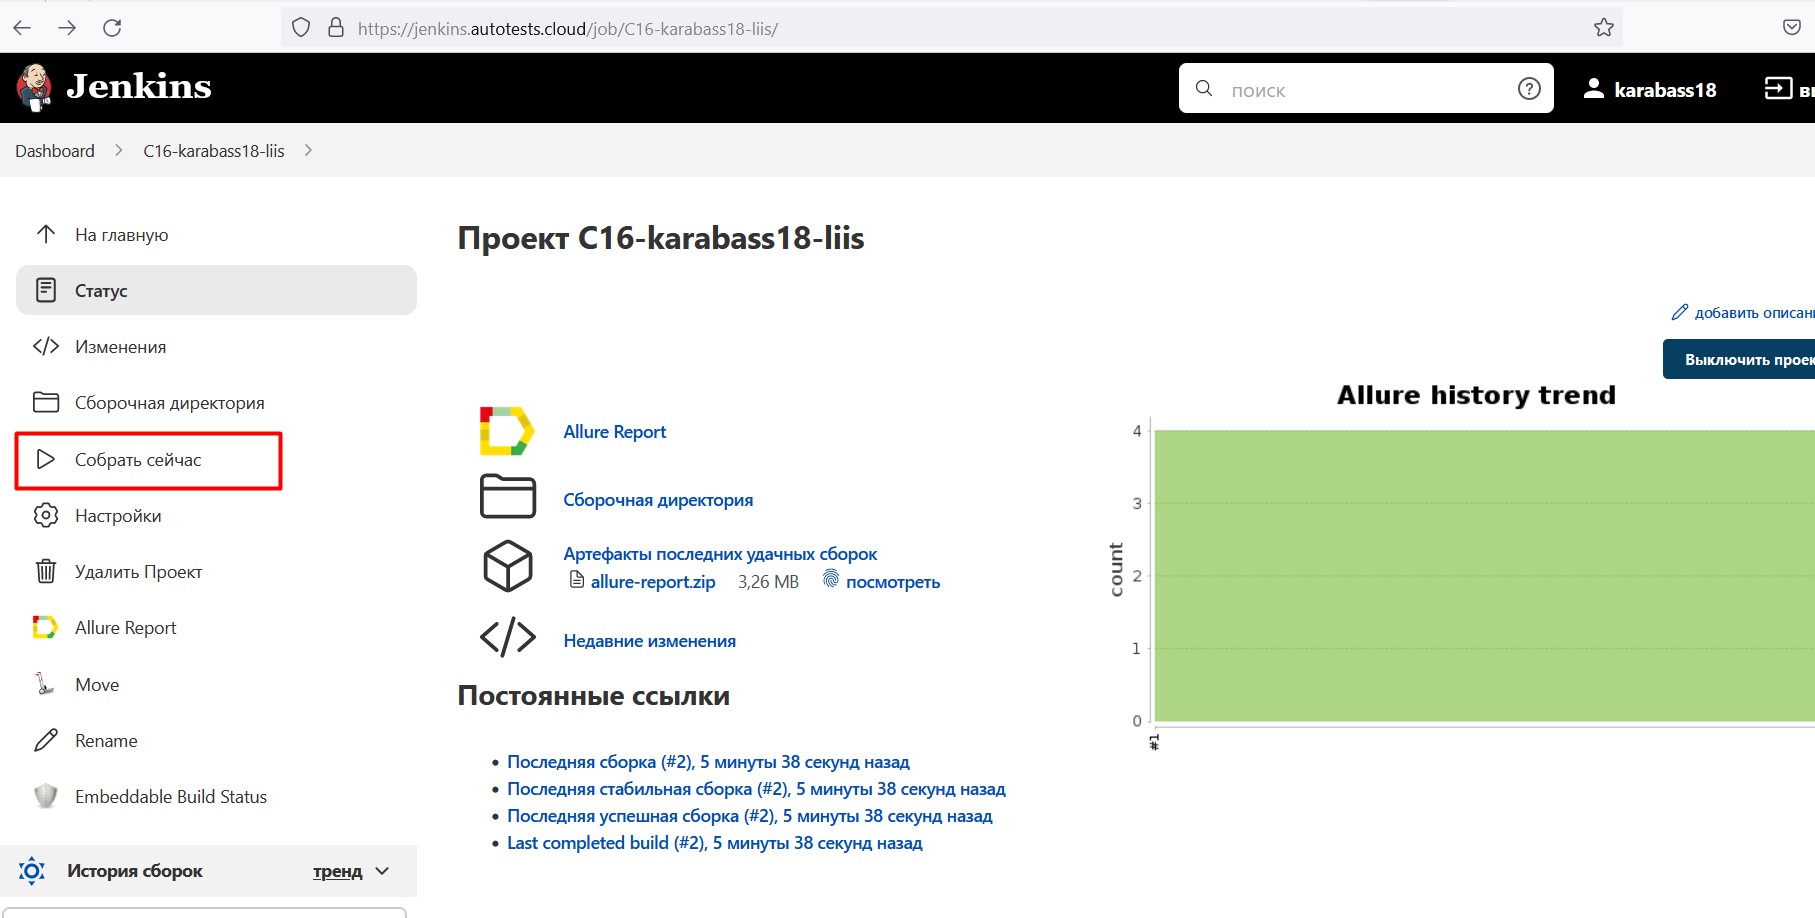 https://jenkins.autotests.cloud/job/C16-karabass18-liis/
Jenkins
поиск
karabass18
Dashboard
C16-karabass18-liis
На главную
Статус
Изменения
Сборочная директория
Собрать сейчас
Настройки
Удалить Проект
Allure Report
Move
Rename
Embeddable Build Status
История сборок
тренд
Проект C16-karabass18-liis
добавить описан
Выключить проек
Allure Report
Сборочная директория
Артефакты последних удачных сборок
allure-report.zip 3,26 MB посмотреть
Недавние изменения
Постоянные ссылки
Последняя сборка (#2), 5 минуты 38 секунд назад
Последняя стабильная сборка (#2), 5 минуты 38 секунд назад
Последняя успешная сборка (#2), 5 минуты 38 секунд назад
Last completed build (#2), 5 минуты 38 секунд назад
Allure history trend
count
4
3
2
1
0
#1